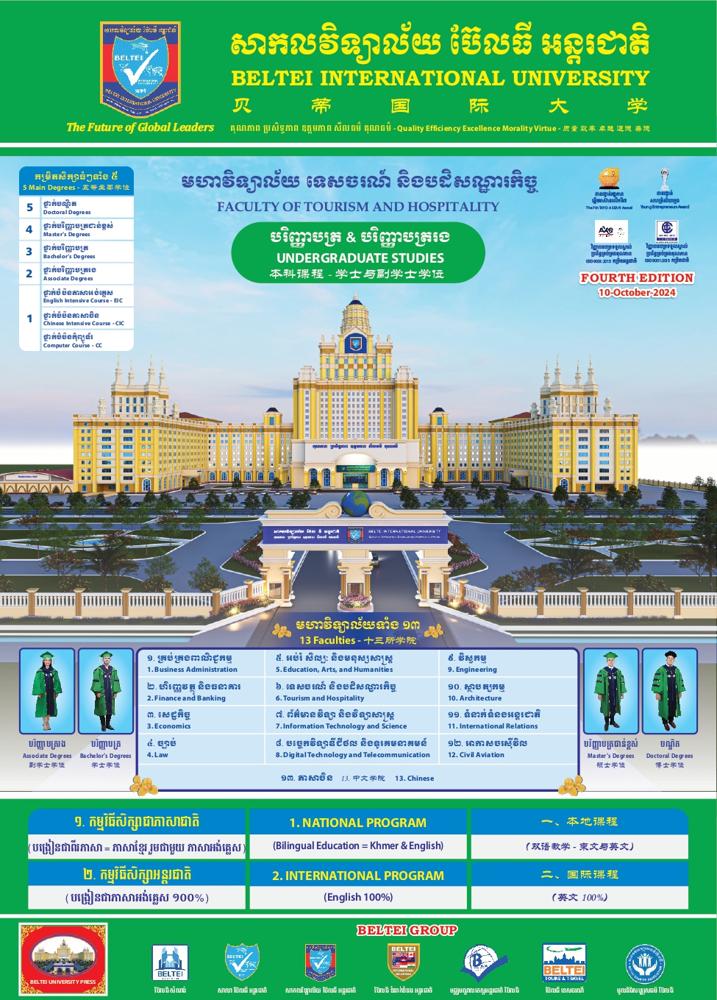 សាកលវិទ្យាល័យ ប៊ែលធី អន្តរជាតិ
BELTEI INTERNATIONAL UNIVERSITY
贝 蒂 国 际 大 学
The Future of Global Leaders
គុណភាព ប្រសិទ្ធភាព ឧត្តមភាព សីលធម៌ គុណធម៌ - Quality Efficiency Excellence Morality Virtue - 质量 效率 卓越 道德 美德
កម្រិតសិក្សាធំៗទាំង ៥
5 Main Degrees - 五等主要学位
5 ថ្នាក់បណ្ឌិត
Doctoral Degrees
4 ថ្នាក់បរិញ្ញាបត្រជាន់ខ្ពស់
Master's Degrees
3 ថ្នាក់បរិញ្ញាបត្រ
Bachelor's Degrees
2 ថ្នាក់បរិញ្ញាបត្ររង
Associate Degrees
1 ថ្នាក់បំប៉នភាសាអង់គ្លេស
English Intensive Course - EIC
ថ្នាក់បំប៉នភាសាចិន
Chinese Intensive Course - CIC
ថ្នាក់បំប៉នកុំព្យូទ័រ
Computer Course - CC
មហាវិទ្យាល័យ ទេសចរណ៍ និងបដិសណ្ឋារកិច្ច
FACULTY OF TOURISM AND HOSPITALITY
បរិញ្ញាបត្រ & បរិញ្ញាបត្ររង
UNDERGRADUATE STUDIES
本科课程 - 学士与副学士学位
FOURTH EDITION
10-October-2024
BELTEI INTERNATIONAL UNIVERSITY
មហាវិទ្យាល័យទាំង ១៣
13 Faculties - 十三所学院
១. គ្រប់គ្រងពាណិជ្ជកម្ម
1. Business Administration
២. ហិរញ្ញវត្ថុ និងធនាគារ
2. Finance and Banking
៣. សេដ្ឋកិច្ច
3. Economics
៤. ច្បាប់
4. Law
៥. អប់រំ សិល្បៈ និងមនុស្សសាស្ត្រ
5. Education, Arts, and Humanities
៦. ទេសចរណ៍ និងបដិសណ្ឋារកិច្ច
6. Tourism and Hospitality
៧. ព័ត៌មានវិទ្យា និងវិទ្យាសាស្ត្រ
7. Information Technology and Science
៨. បច្ចេកវិទ្យាឌីជីថល និងទូរគមនាគមន៍
8. Digital Technology and Telecommunication
៩. វិស្វកម្ម
9. Engineering
១០. ស្ថាបត្យកម្ម
10. Architecture
១១. ទំនាក់ទំនងអន្តរជាតិ
11. International Relations
១២. អាកាសចរស៊ីវិល
12. Civil Aviation
១៣. ភាសាចិន 13. 中文学院 13. Chinese
បរិញ្ញាបត្ររង
Associate Degrees
副学士学位
បរិញ្ញាបត្រ
Bachelor's Degrees
学士学位
បរិញ្ញាបត្រជាន់ខ្ពស់
Master's Degrees
硕士学位
បណ្ឌិត
Doctoral Degrees
博士学位
១. កម្មវិធីសិក្សាជាភាសាជាតិ
1. NATIONAL PROGRAM
一、本地课程
(បង្រៀនជាពីរភាសា = ភាសាខ្មែរ រួមជាមួយ ភាសាអង់គ្លេស)
(Bilingual Education = Khmer & English)
(双语教学 - 柬文与英文)
២. កម្មវិធីសិក្សាអន្តរជាតិ
2. INTERNATIONAL PROGRAM
二、国际课程
(បង្រៀនជាភាសាអង់គ្លេស ១០០%)
(English 100%)
(英文 100%)
BELTEI GROUP
BELTEI UNIVERSITY PRESS